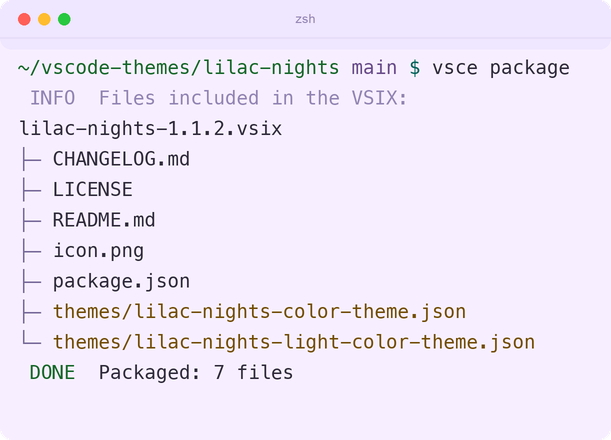 zsh
~/vscode-themes/lilac-nights main $ vsce package
INFO  Files included in the VSIX:
lilac-nights-1.1.2.vsix
├─ CHANGELOG.md
├─ LICENSE
├─ README.md
├─ icon.png
├─ package.json
├─ themes/lilac-nights-color-theme.json
└─ themes/lilac-nights-light-color-theme.json
DONE  Packaged: 7 files